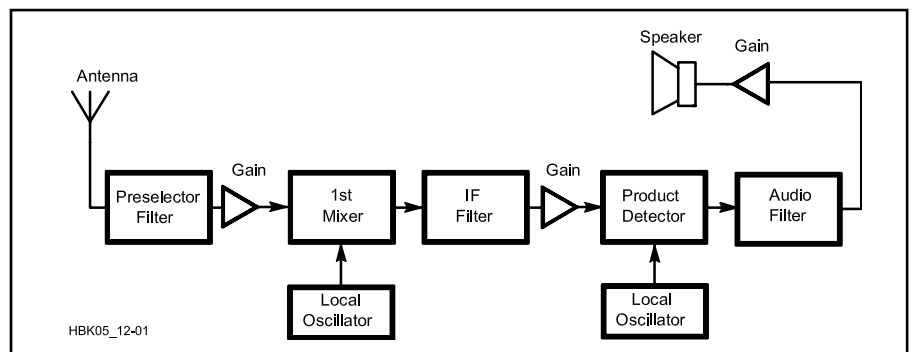 Speaker
Gain
Antenna
Gain
Gain
Preselector
Filter
1st
Mixer
IF
Filter
Product
Detector
Audio
Filter
Local
Oscillator
Local
Oscillator
HBK05_12-01